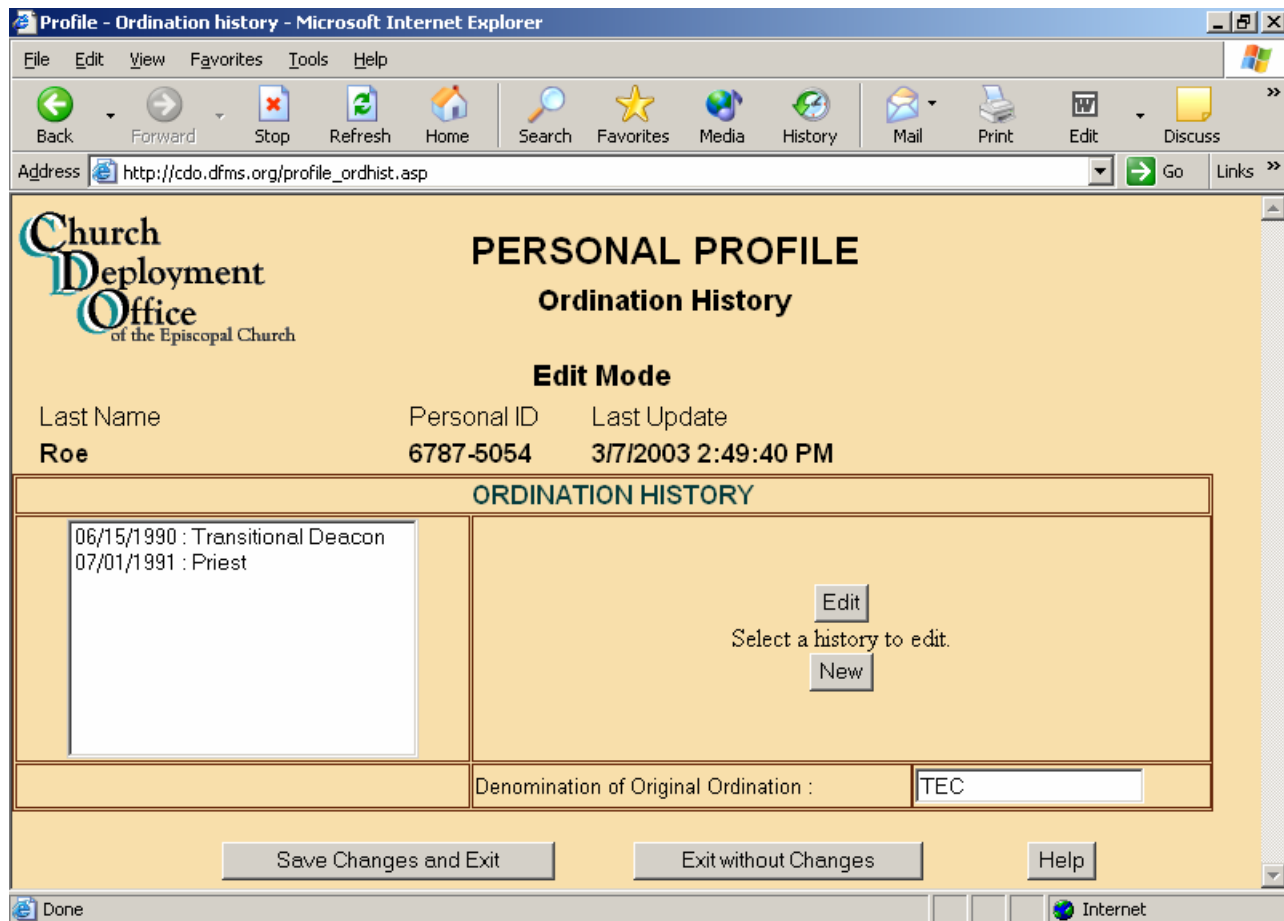 Profile - Ordination history - Microsoft Internet Explorer
File Edit View Favorites Tools Help
Back Forward Stop Refresh Home Search Favorites Media History Mail Print Edit Discuss »
Address http://cdo.dfms.org/profile_ordhist.asp Go Links »
Church
Deployment
Office
of the Episcopal Church
PERSONAL PROFILE
Ordination History
Edit Mode
Last Name Personal ID Last Update
Roe 6787-5054 3/7/2003 2:49:40 PM
ORDINATION HISTORY
06/15/1990 : Transitional Deacon
07/01/1991 : Priest
Edit
Select a history to edit.
New
Denomination of Original Ordination : TEC
Save Changes and Exit Exit without Changes Help
Done Internet